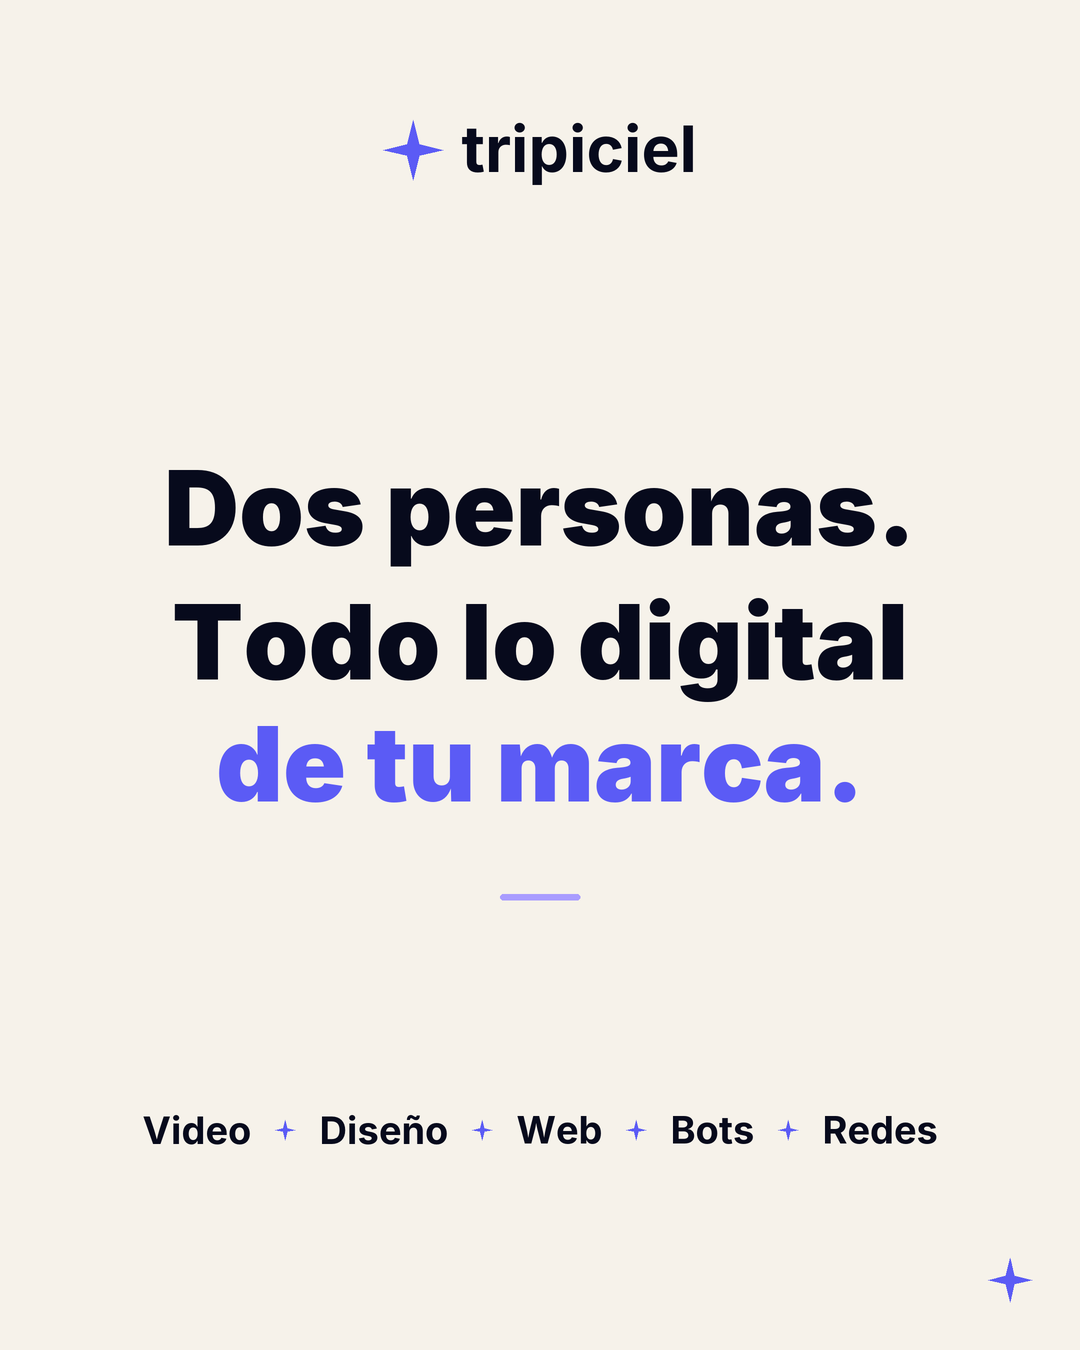 tripiciel
Dos personas.
Todo lo digital
de tu marca.
Video Diseño Web Bots Redes